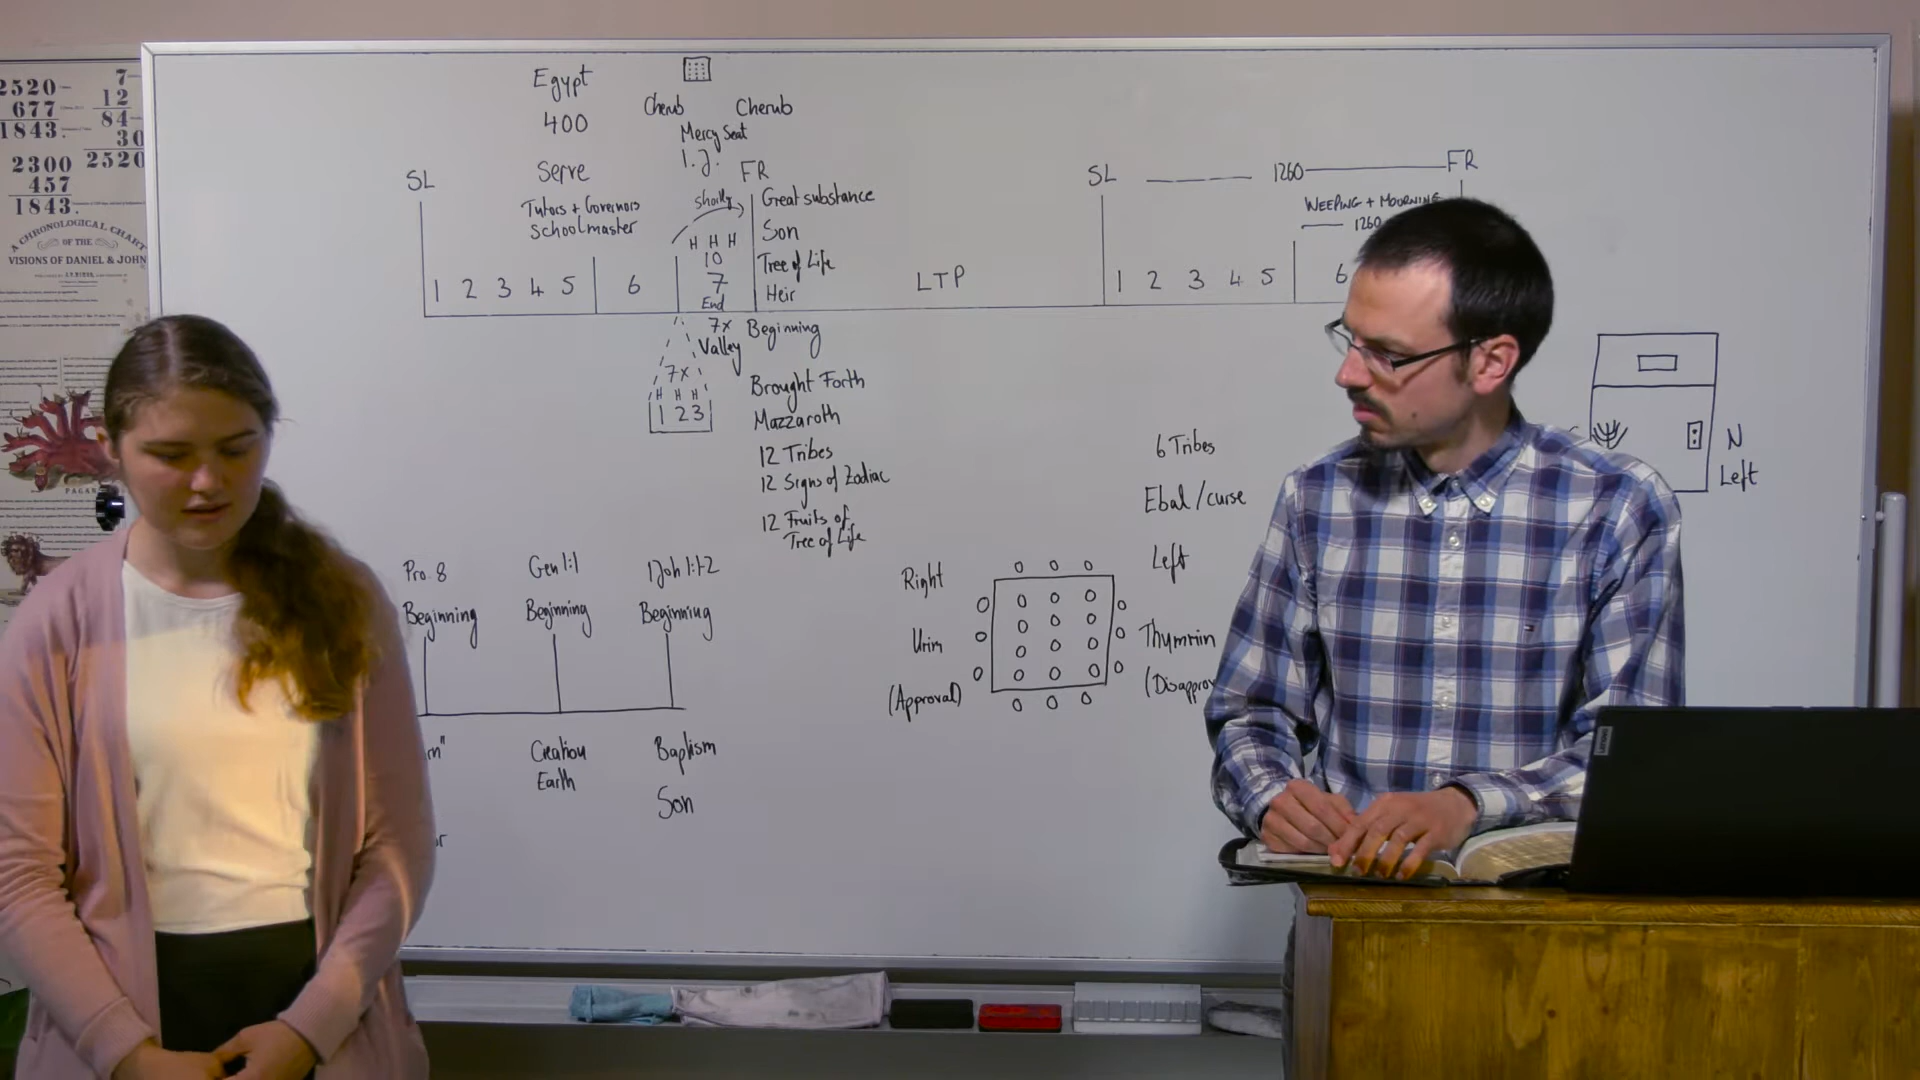 2520
677
1843.
7
12
84
30
2520
2300
457
1843.
A CHRONOLOGICAL CHART
OF THE
VISIONS OF DANIEL & JOHN
PAGAN
Egypt
400
Serve
Tutors + Governors
Schoolmaster
Cherub Cherub
Mercy Seat
I.J.
SL
FR
shortly
Great substance
Son
Tree of Life
Heir
H H H
10
7
End
1 2 3 4 5 6
LTP
7x Beginning
Valley
7x
H H H
1 2 3
Brought Forth
Mazzaroth
12 Tribes
12 Signs of Zodiac
12 Fruits of
Tree of Life
SL 1260 FR
WEEPING + MOURNING
1260
1 2 3 4 5 6
N
Left
6 Tribes
Ebal/curse
Left
Thummin
Right
Urim
(Approval)
Pro. 8 Gen 1:1 1Joh 1:1-2
Beginning Beginning Beginning
Creation
Earth
Baptism
Son
Lenovo